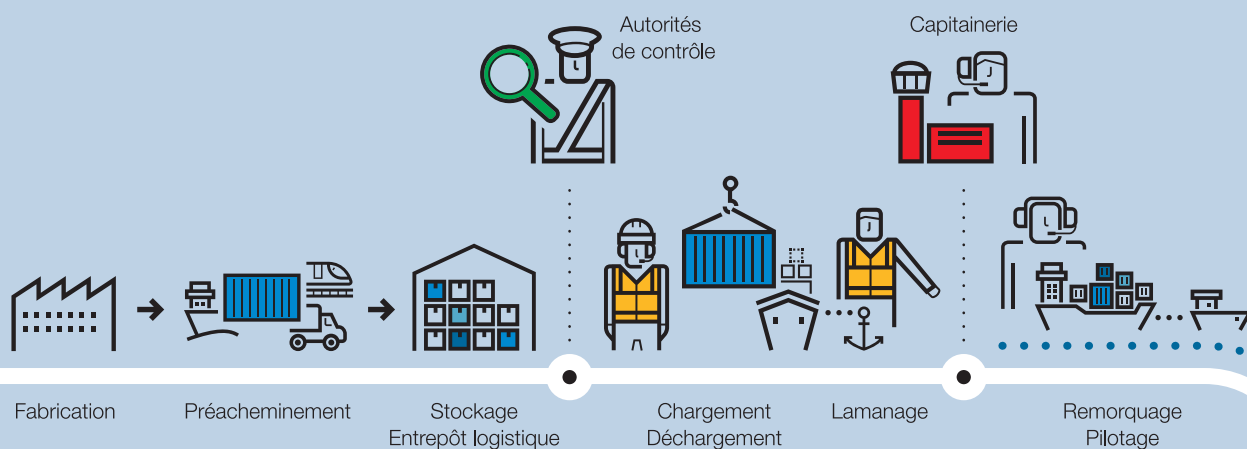 Autorités
de contrôle
Capitainerie
Fabrication
Préacheminement
Stockage
Entrepôt logistique
Chargement
Déchargement
Lamanage
Remorquage
Pilotage